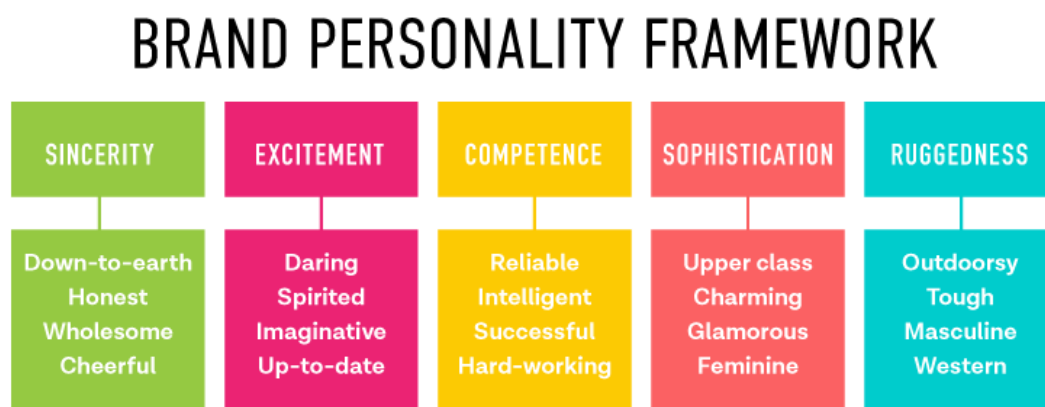 BRAND PERSONALITY FRAMEWORK
SINCERITY
Down-to-earth
Honest
Wholesome
Cheerful
EXCITEMENT
Daring
Spirited
Imaginative
Up-to-date
COMPETENCE
Reliable
Intelligent
Successful
Hard-working
SOPHISTICATION
Upper class
Charming
Glamorous
Feminine
RUGGEDNESS
Outdoorsy
Tough
Masculine
Western